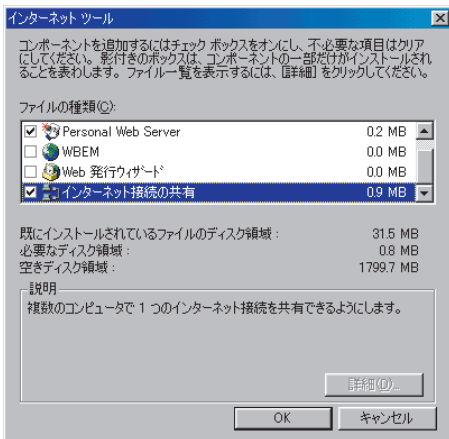 インターネット ツール
コンポーネントを追加するにはチェック ボックスをオンにし、不必要な項目はクリア
にしてください。影付きのボックスは、コンポーネントの一部だけがインストールされ
ることを表わします。ファイル一覧を表示するには、[詳細] をクリックしてください。
ファイルの種類(C):
Personal Web Server 0.2 MB
WBEM 0.0 MB
Web 発行ウィザード 0.0 MB
インターネット接続の共有 0.9 MB
既にインストールされているファイルのディスク領域 : 31.5 MB
必要なディスク領域 : 0.8 MB
空きディスク領域 : 1799.7 MB
説明
複数のコンピュータで 1 つのインターネット接続を共有できるようにします。
詳細(D)...
OK キャンセル